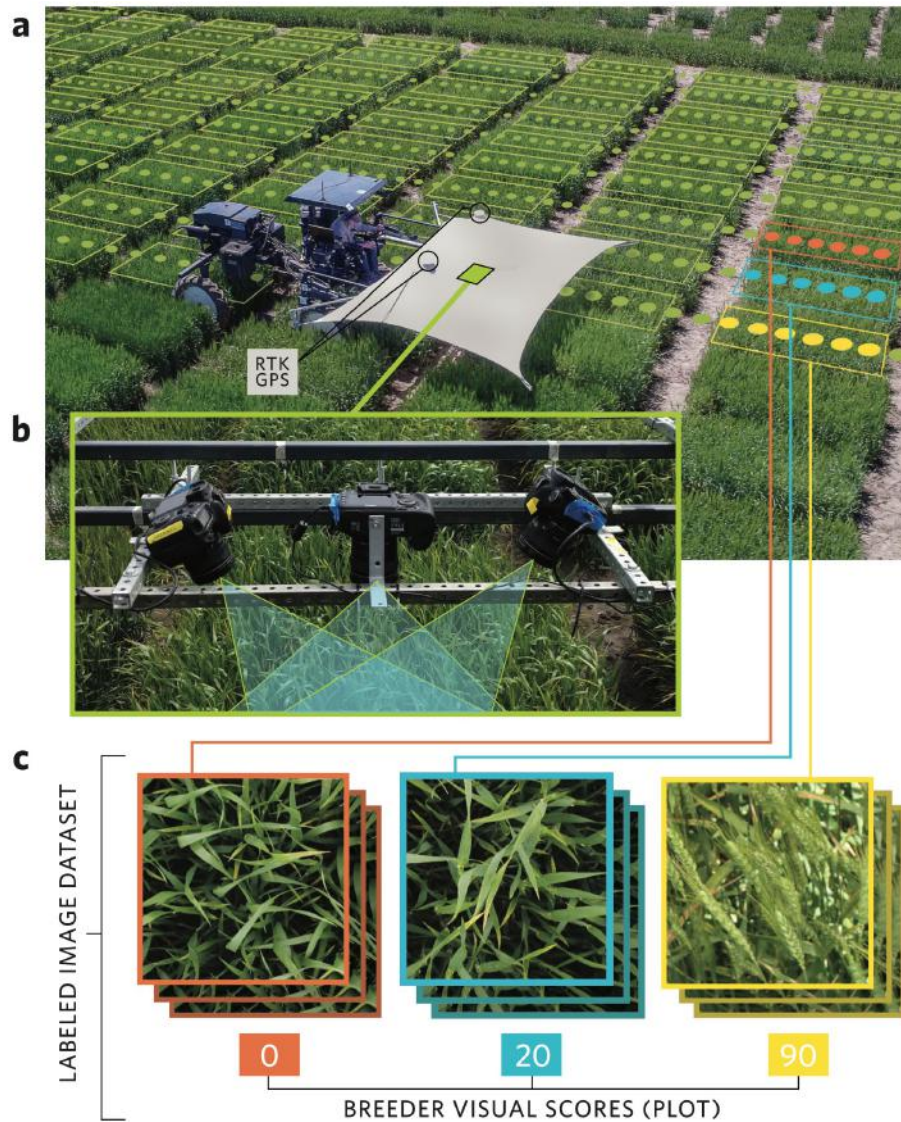 a
RTK
GPS
b
c
LABELED IMAGE DATASET
0
20
90
BREEDER VISUAL SCORES (PLOT)